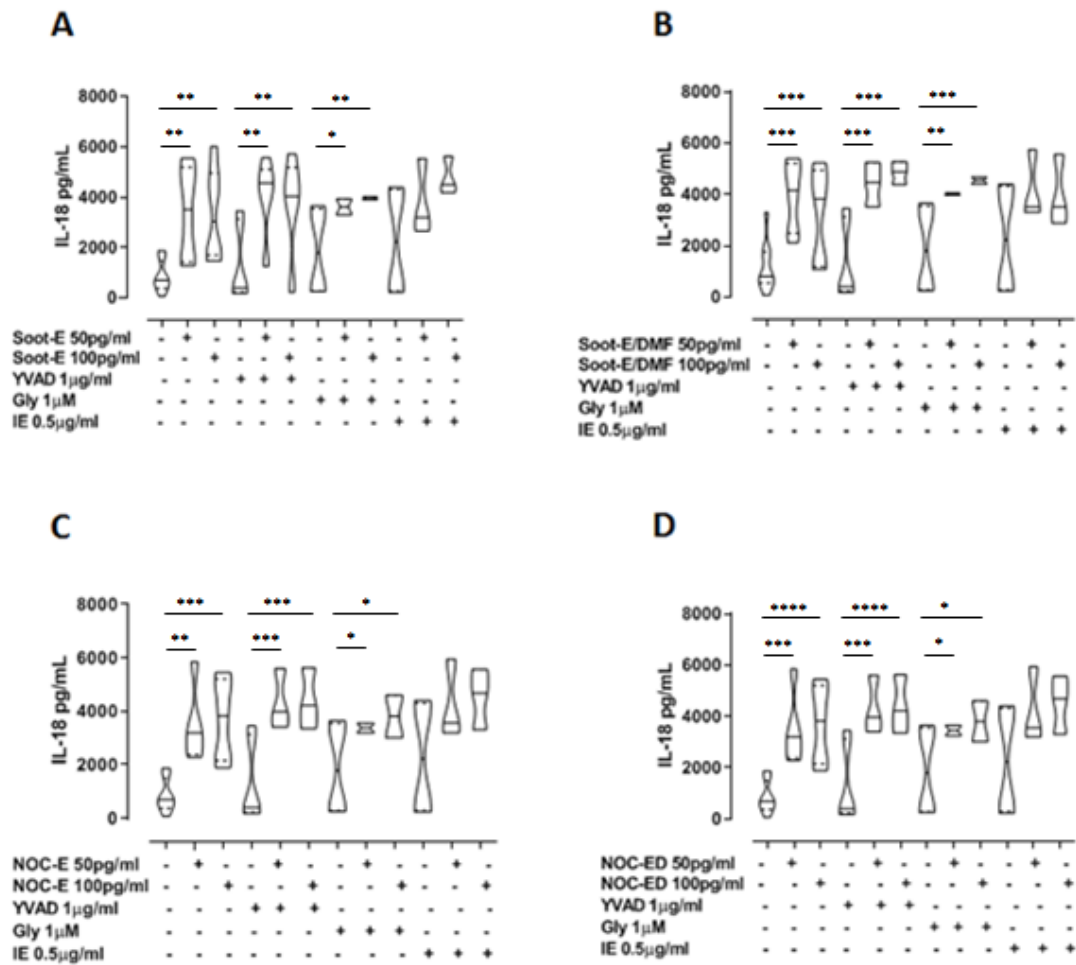 A
8000
** ** **
6000
** ** *
4000
2000
0
IL-18 pg/mL
Soot-E 50pg/ml - + - - + - - + - - + -
Soot-E 100pg/ml - - + - - + - - + - - +
YVAD 1μg/ml - - - + + + - - - - - -
Gly 1μM - - - - - - + + + - - -
IE 0.5μg/ml - - - - - - - - - + + +
B
8000
*** *** ***
6000
*** *** **
4000
2000
0
IL-18 pg/mL
Soot-E/DMF 50pg/ml - + - - + - - + - - + -
Soot-E/DMF 100pg/ml - - + - - + - - + - - +
YVAD 1μg/ml - - - + + + - - - - - -
Gly 1μM - - - - - - + + + - - -
IE 0.5μg/ml - - - - - - - - - + + +
C
8000
*** *** *
6000
** *** *
4000
2000
0
IL-18 pg/mL
NOC-E 50pg/ml - + - - + - - + - - + -
NOC-E 100pg/ml - - + - - + - - + - - +
YVAD 1μg/ml - - - + + + - - - - - -
Gly 1μM - - - - - - + + + - - -
IE 0.5μg/ml - - - - - - - - - + + +
D
8000
**** **** *
6000
*** *** *
4000
2000
0
IL-18 pg/mL
NOC-ED 50pg/ml - + - - + - - + - - + -
NOC-ED 100pg/ml - - + - - + - - + - - +
YVAD 1μg/ml - - - + + + - - - - - -
Gly 1μM - - - - - - + + + - - -
IE 0.5μg/ml - - - - - - - - - + + +